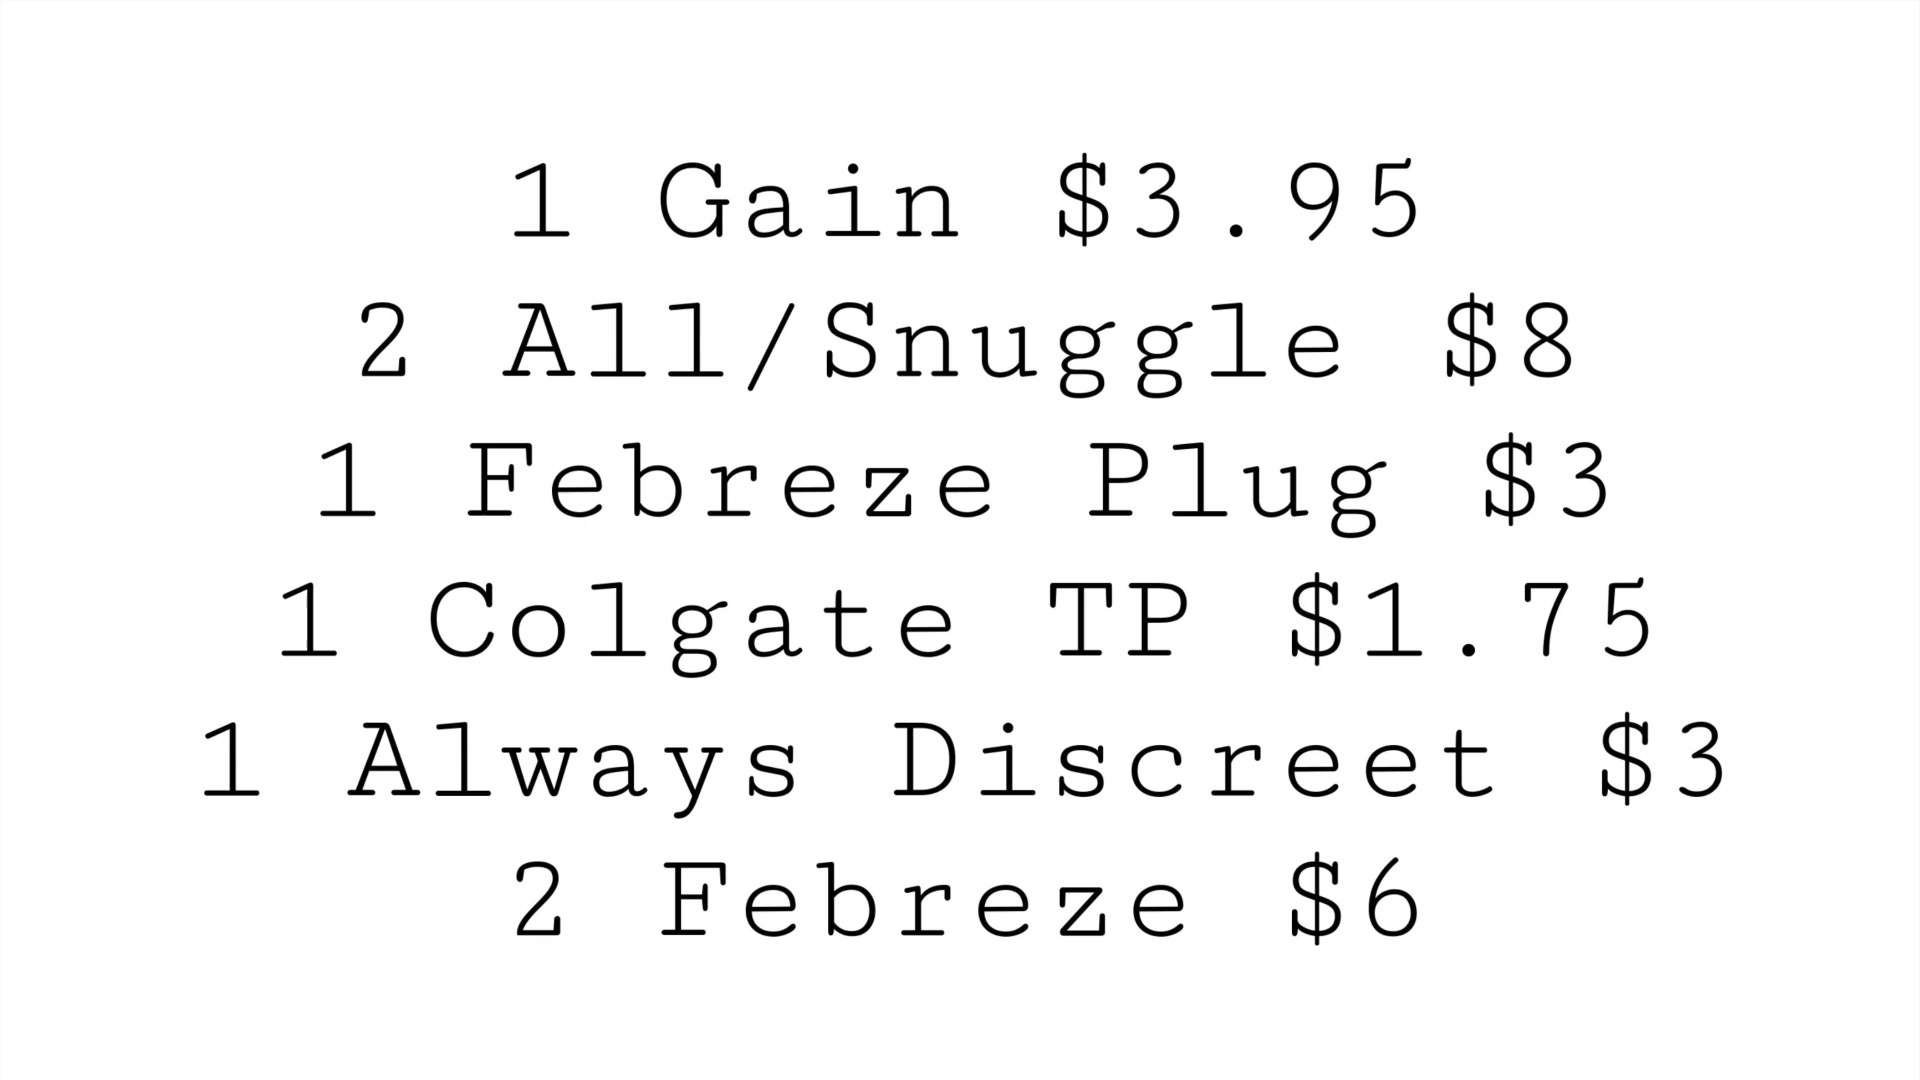 1 Gain $3.95
2 All/Snuggle $8
1 Febreze Plug $3
1 Colgate TP $1.75
1 Always Discreet $3
2 Febreze $6